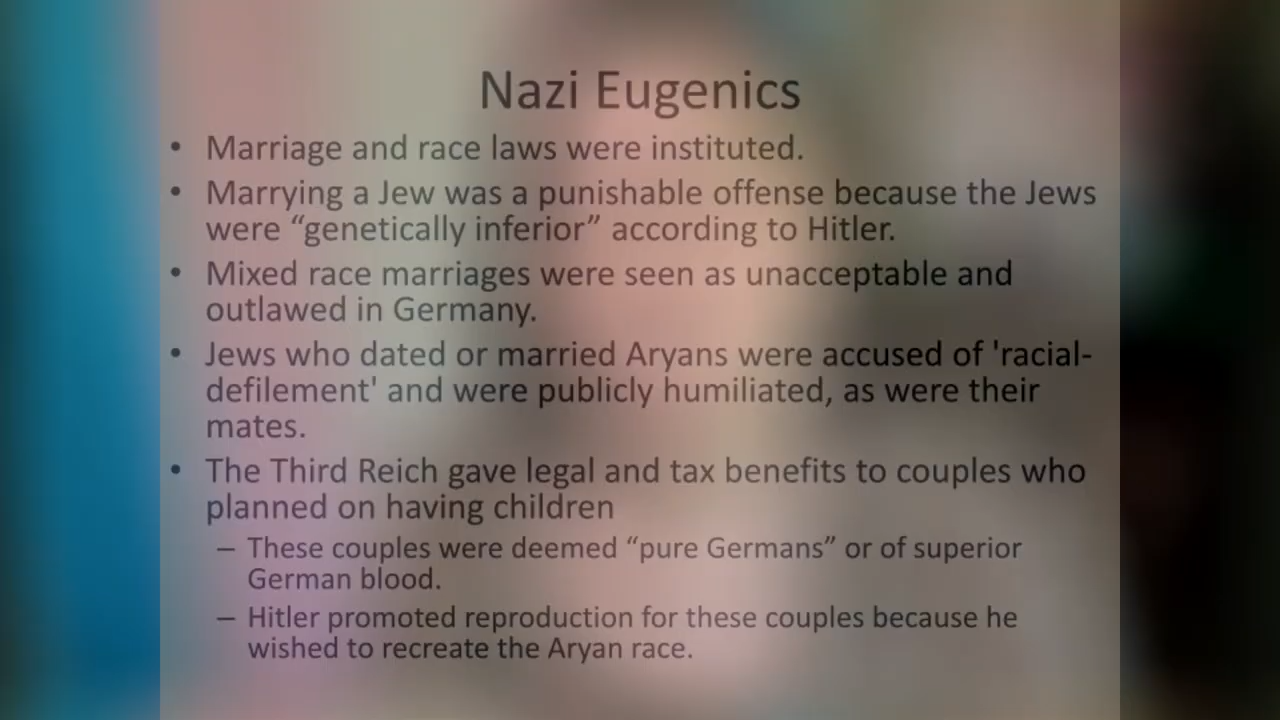 Nazi Eugenics
• Marriage and race laws were instituted.
• Marrying a Jew was a punishable offense because the Jews
were “genetically inferior” according to Hitler.
• Mixed race marriages were seen as unacceptable and
outlawed in Germany.
• Jews who dated or married Aryans were accused of 'racial-
defilement' and were publicly humiliated, as were their
mates.
• The Third Reich gave legal and tax benefits to couples who
planned on having children
– These couples were deemed “pure Germans” or of superior
German blood.
– Hitler promoted reproduction for these couples because he
wished to recreate the Aryan race.